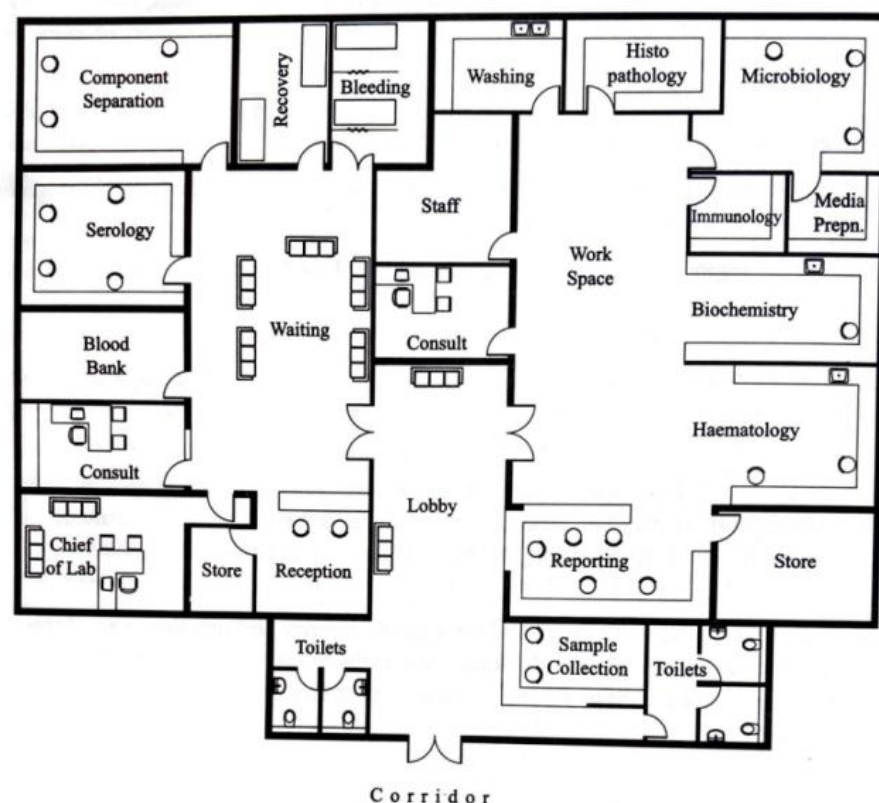 Component
Separation
Recovery
Bleeding
Washing
Histo
pathology
Microbiology
Serology
Staff
Immunology
Media
Prepn.
Work
Space
Waiting
Biochemistry
Blood
Bank
Consult
Consult
Haematology
Lobby
Chief
of Lab
Store
Reception
Reporting
Store
Toilets
Sample
Collection
Toilets
Corridor